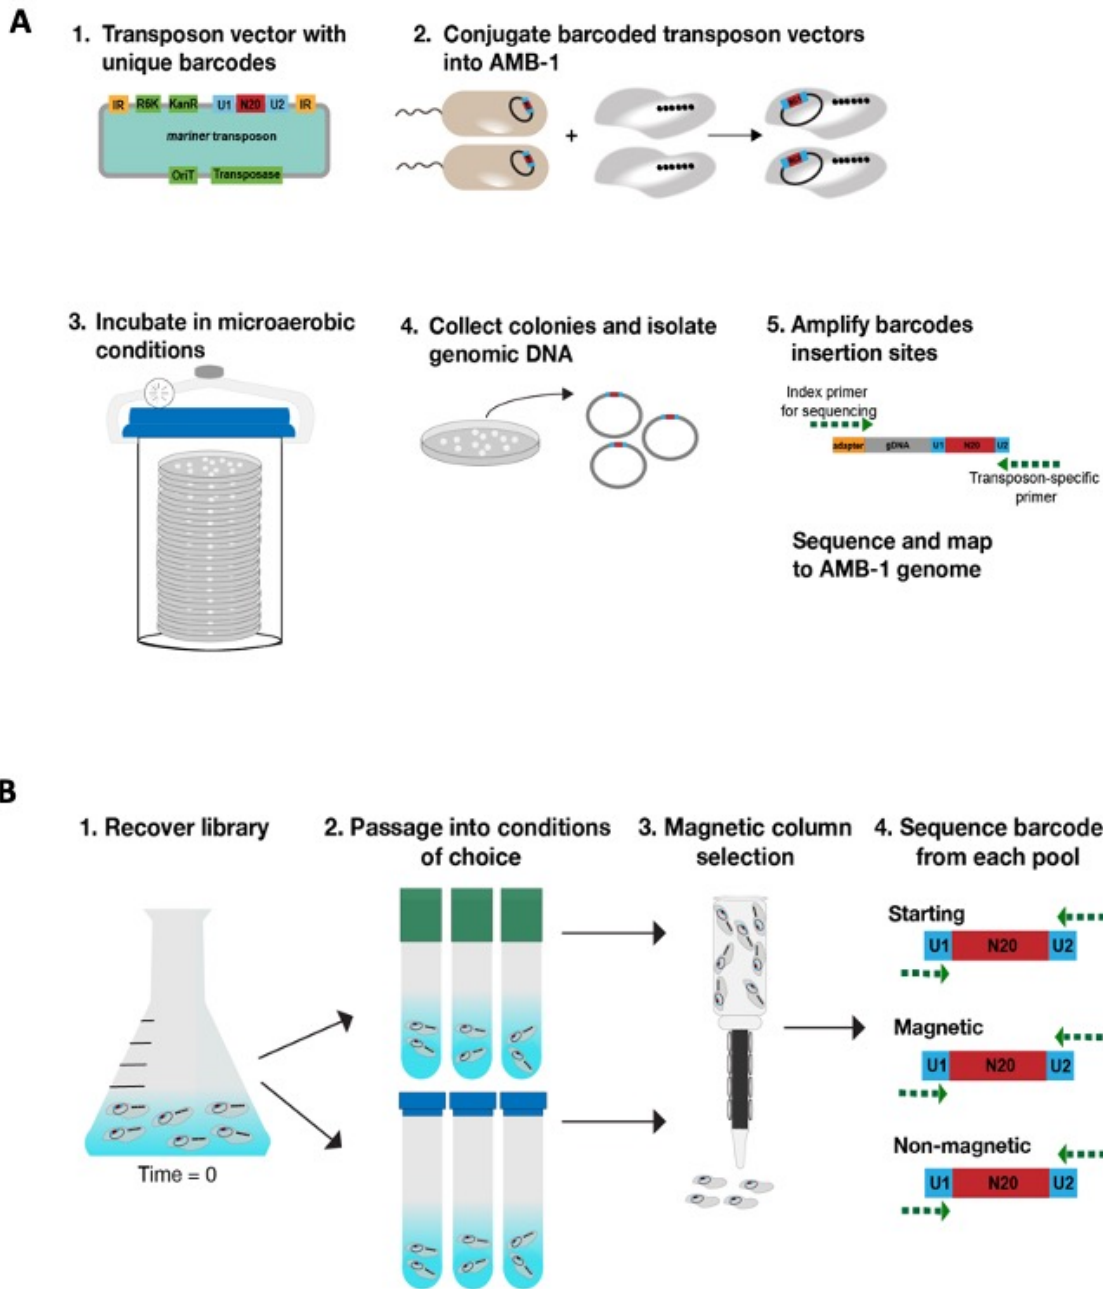 A
1. Transposon vector with
unique barcodes
IR R6K KanR U1 N20 U2 IR
mariner transposon
OriT Transposase
2. Conjugate barcoded transposon vectors
into AMB-1
N20
N20
+
3. Incubate in microaerobic
conditions
4. Collect colonies and isolate
genomic DNA
5. Amplify barcodes
insertion sites
Index primer
for sequencing
adapter gDNA U1 N20 U2
Transposon-specific
primer
Sequence and map
to AMB-1 genome
B
1. Recover library
Time = 0
2. Passage into conditions
of choice
3. Magnetic column
selection
4. Sequence barcode
from each pool
Starting
U1 N20 U2
Magnetic
U1 N20 U2
Non-magnetic
U1 N20 U2